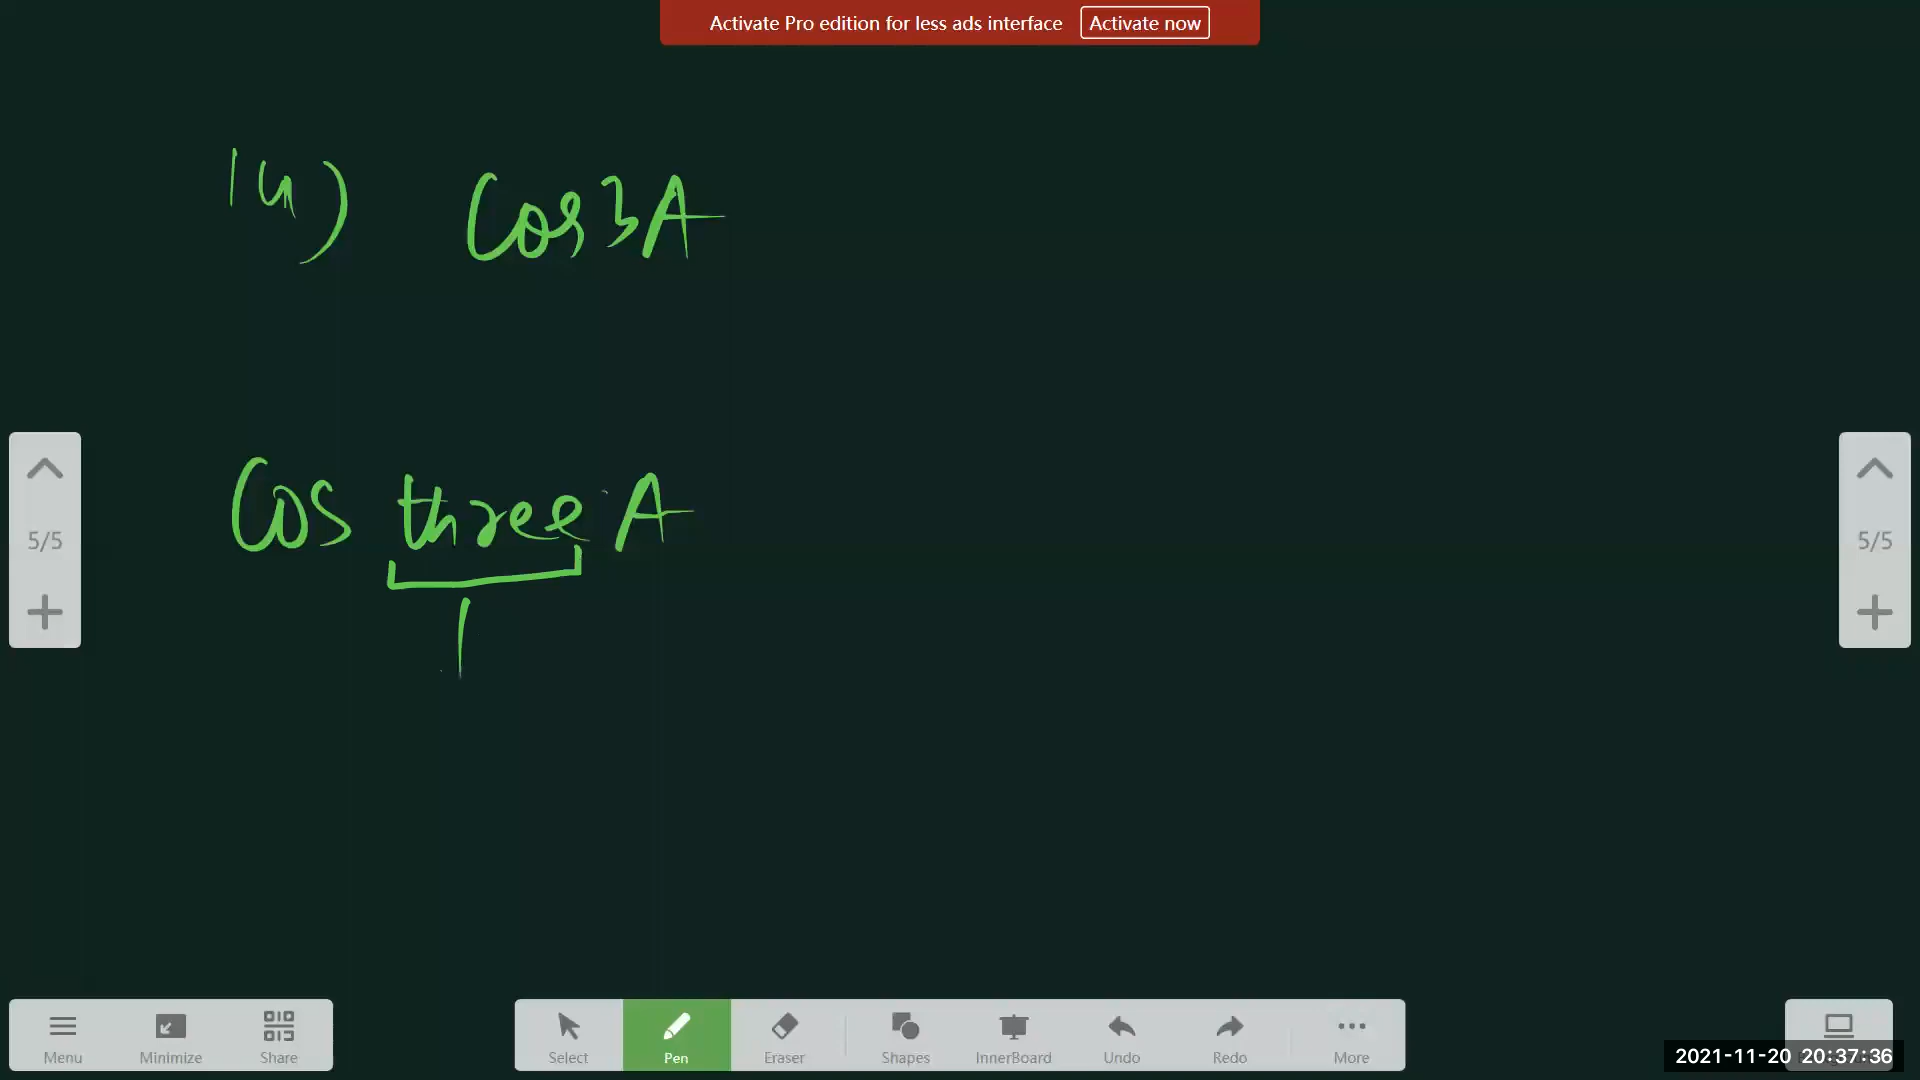 Activate Pro edition for less ads interface Activate now
14) Cos3A
Cos three A
5/5 5/5
Menu Minimize Share Select Pen Eraser Shapes InnerBoard Undo Redo More
2021-11-20 20:37:36